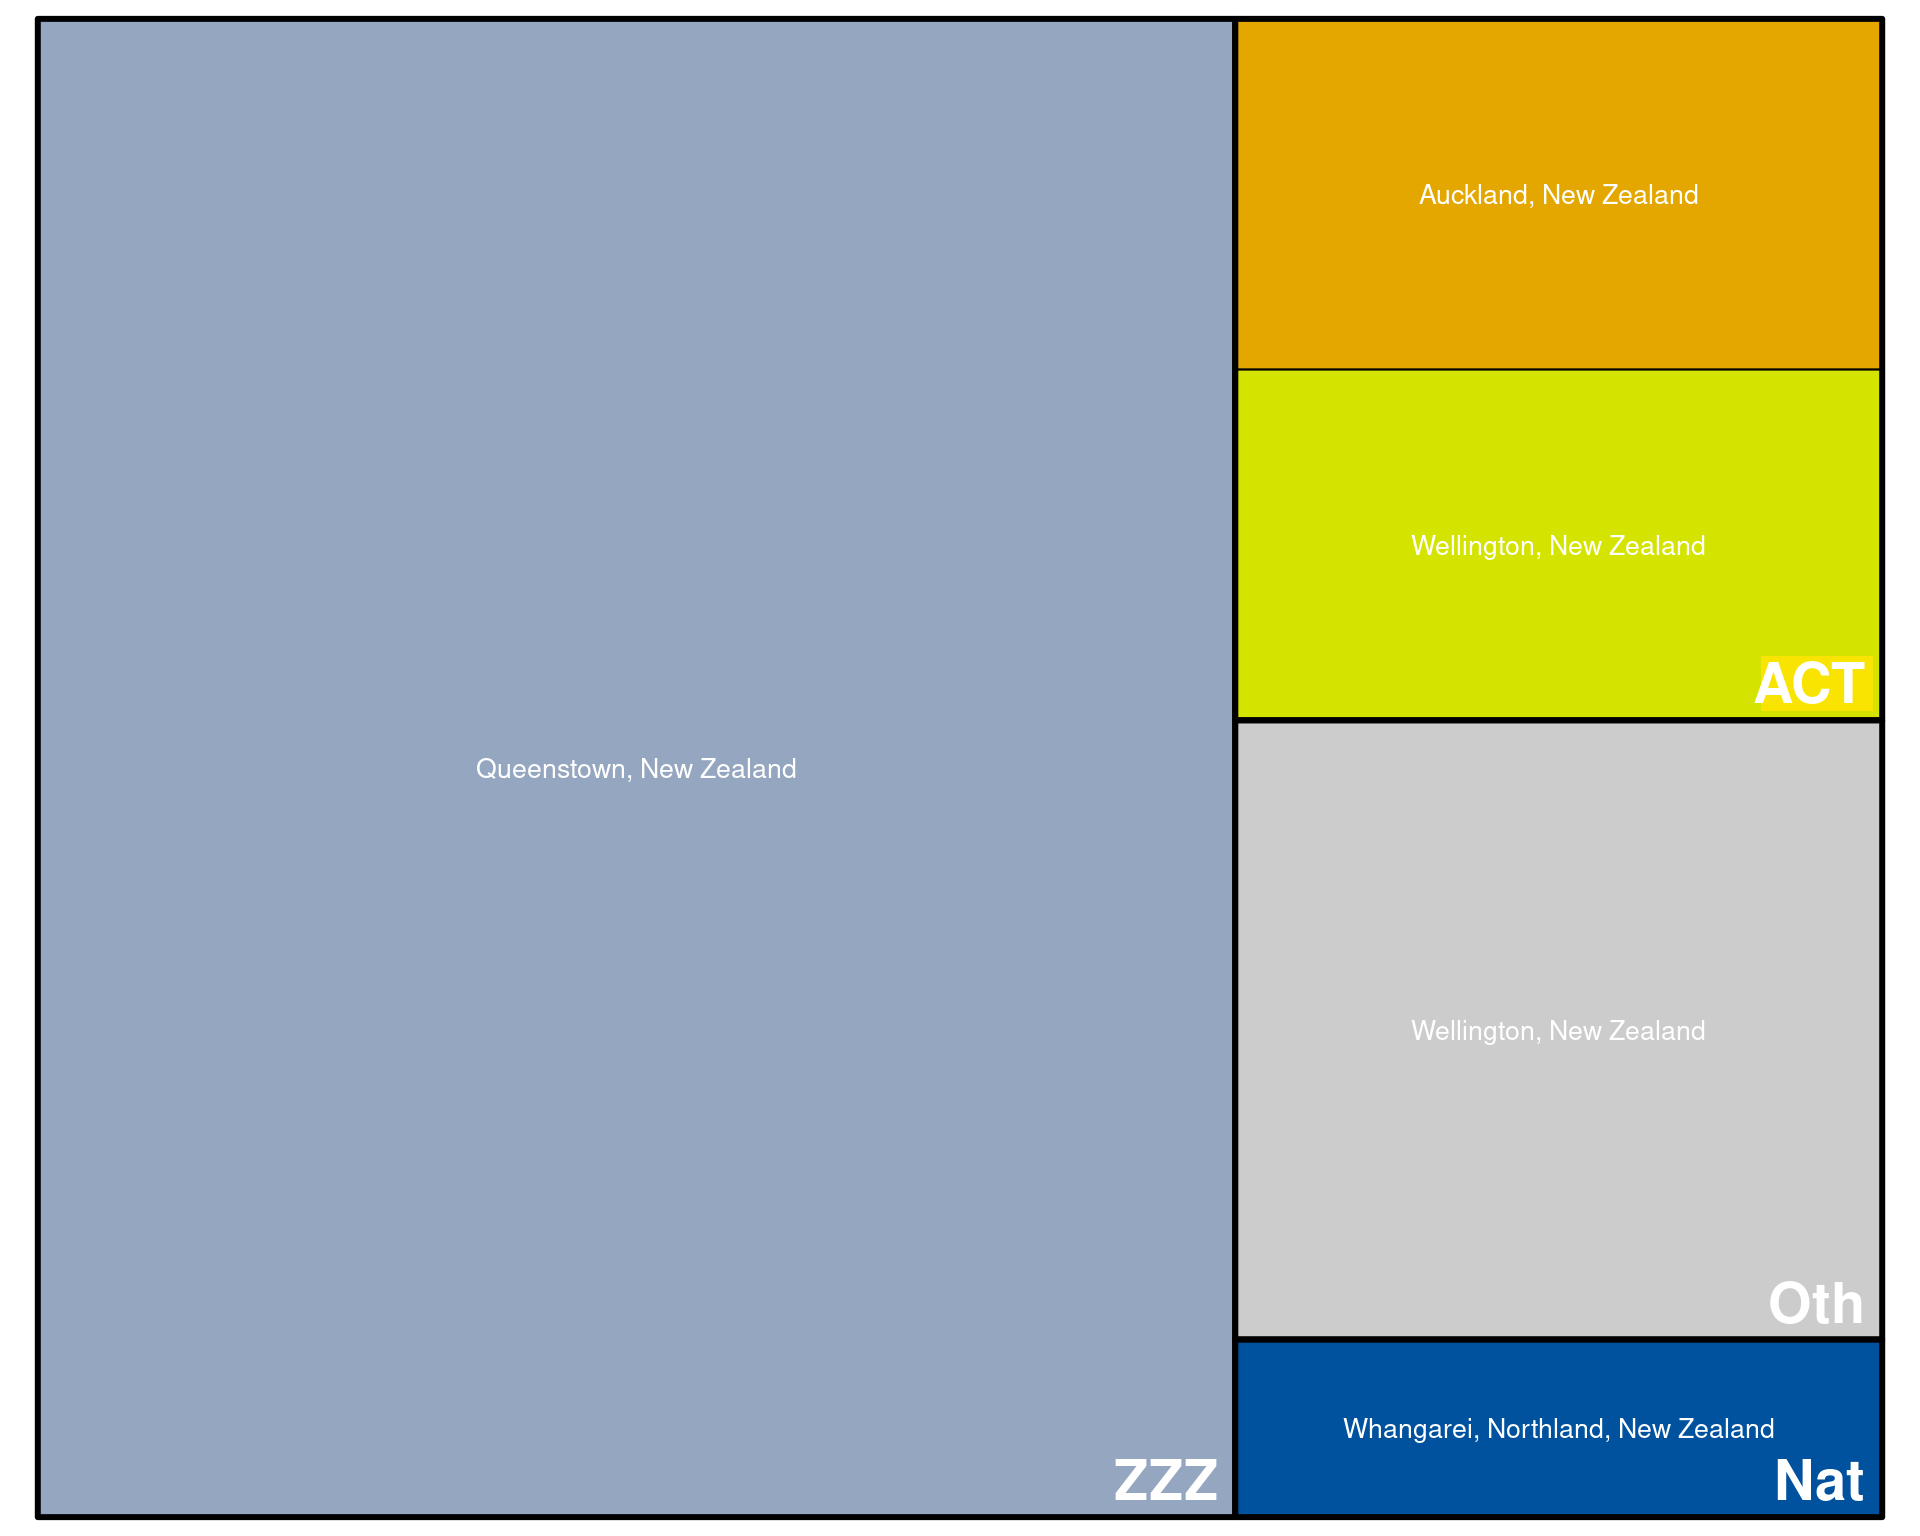 Queenstown, New Zealand
ZZZ
Auckland, New Zealand
Wellington, New Zealand
ACT
Wellington, New Zealand
Oth
Whangarei, Northland, New Zealand
Nat